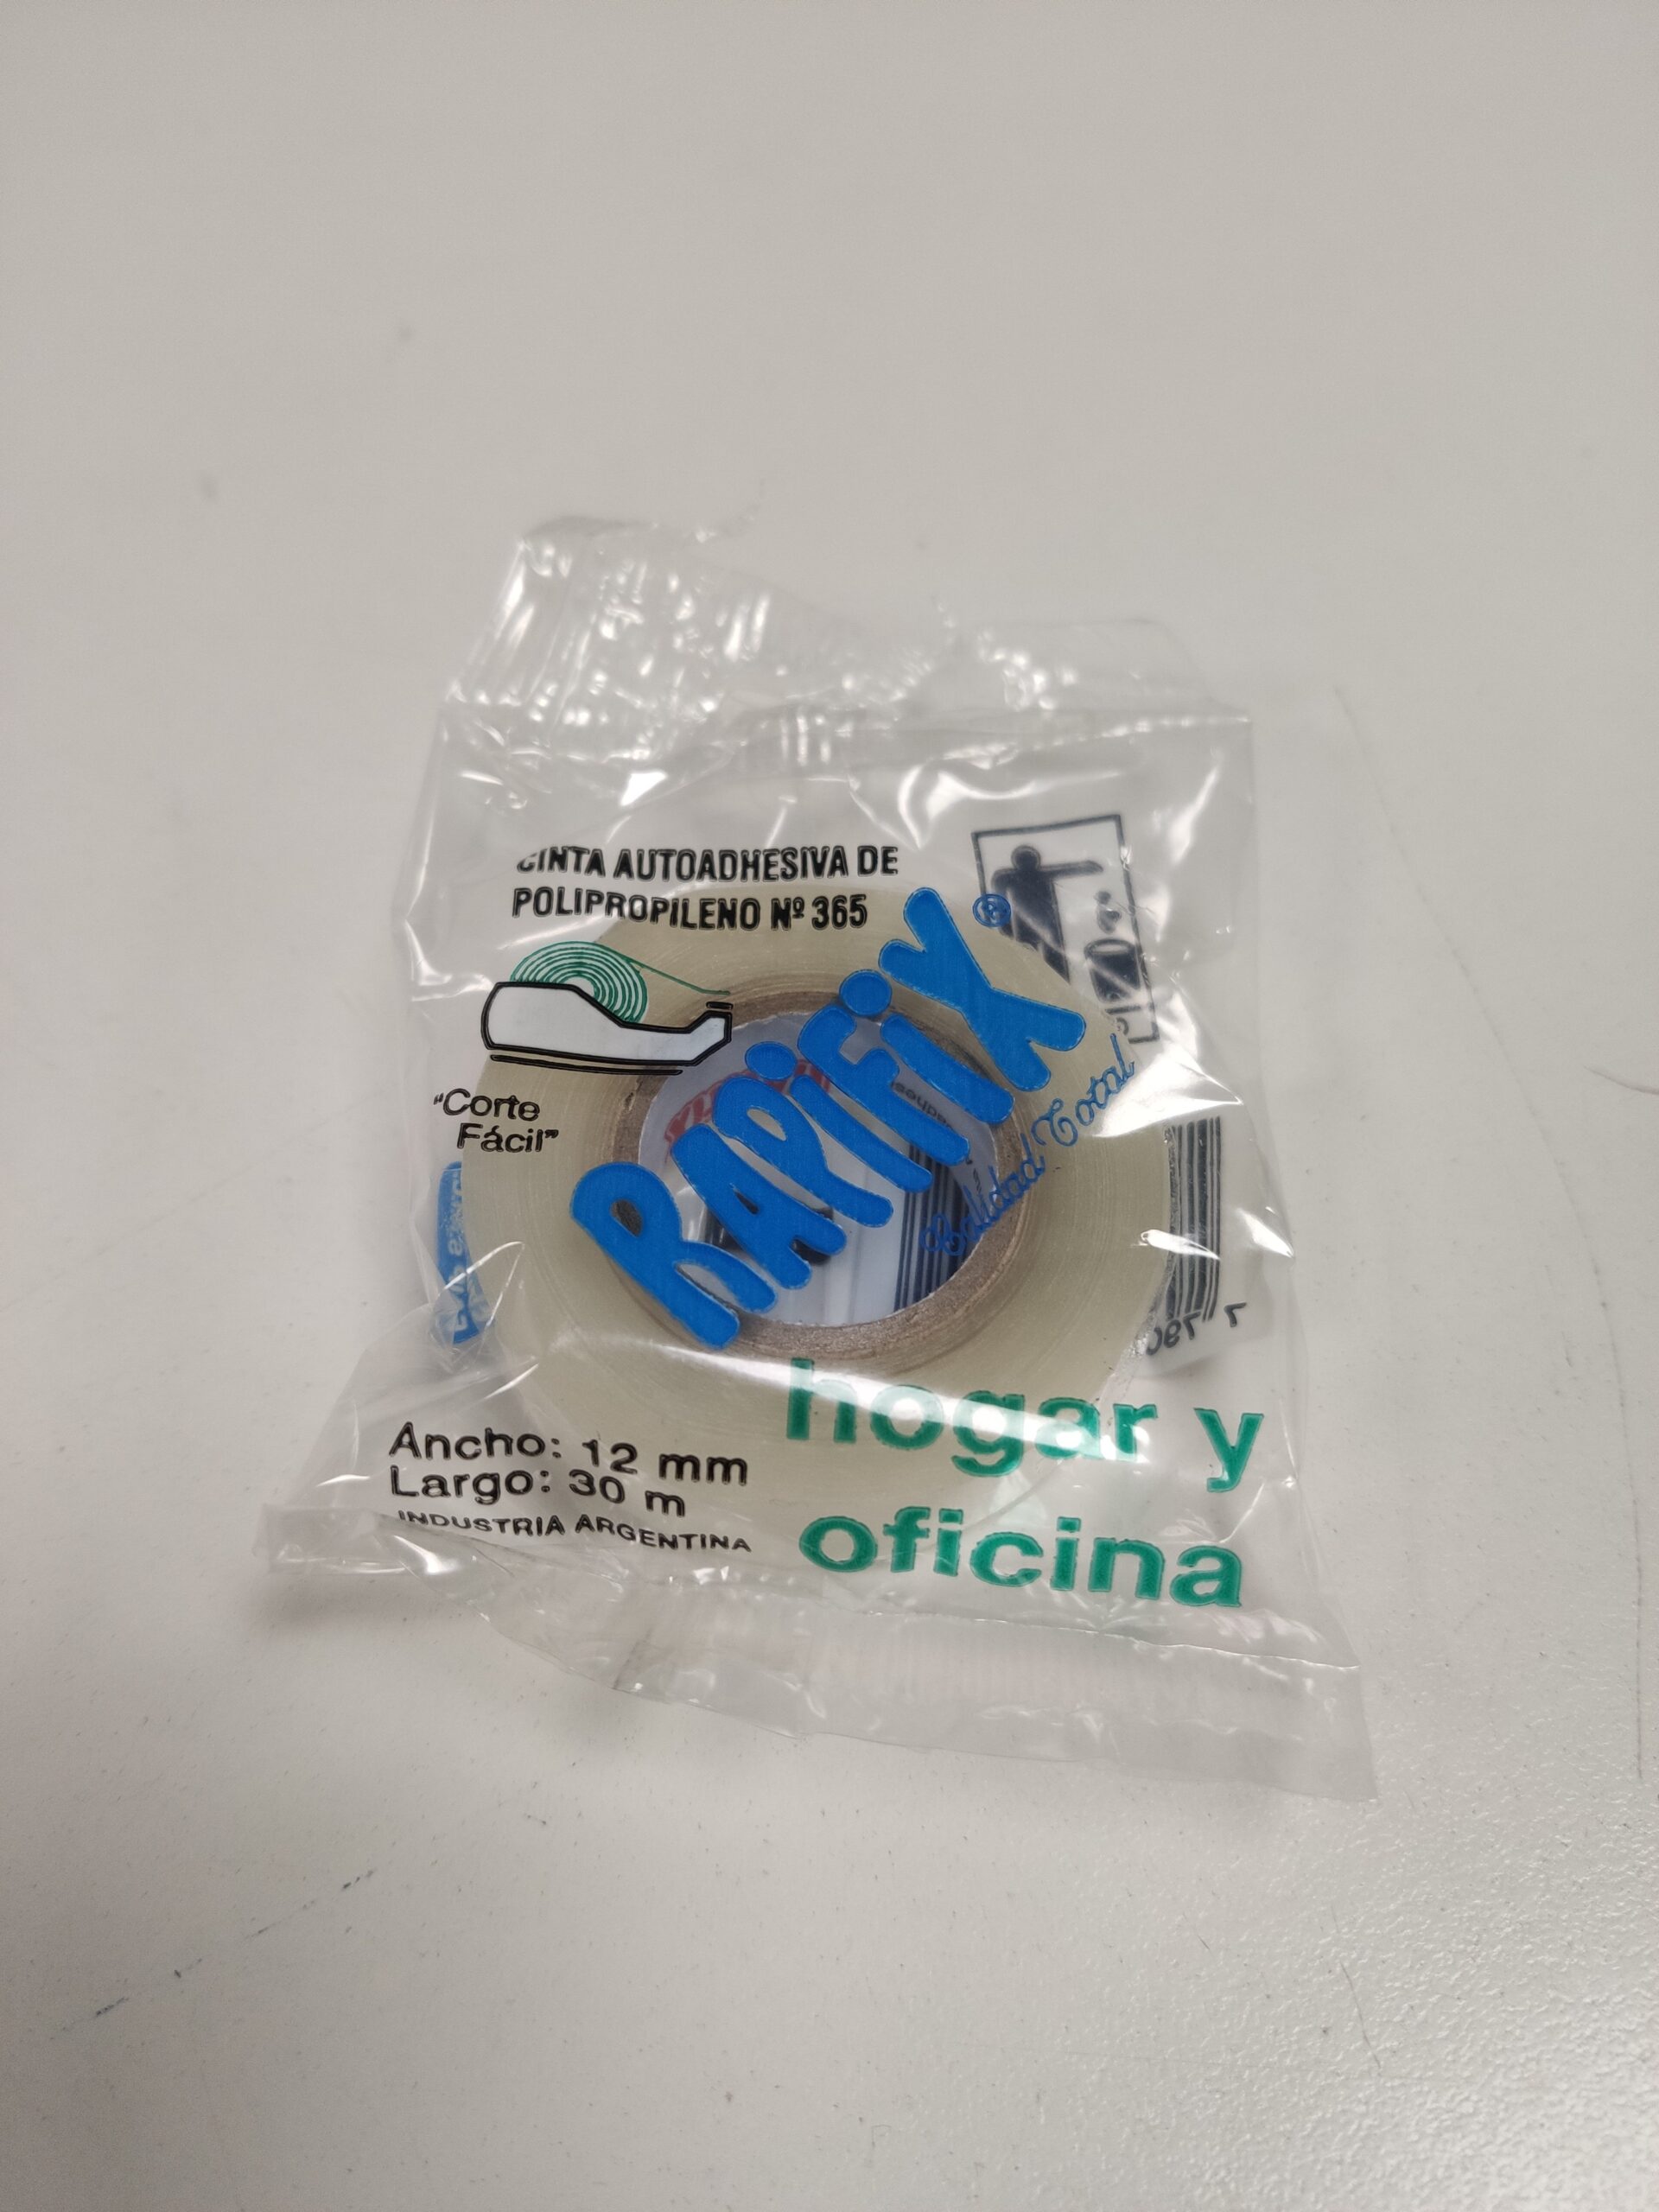 CINTA AUTOADHESIVA DE
POLIPROPILENO Nº 365
RAPIFIX®
Calidad Total
“Corte
Fácil”
hogar y
oficina
Ancho: 12 mm
Largo: 30 m
INDUSTRIA ARGENTINA